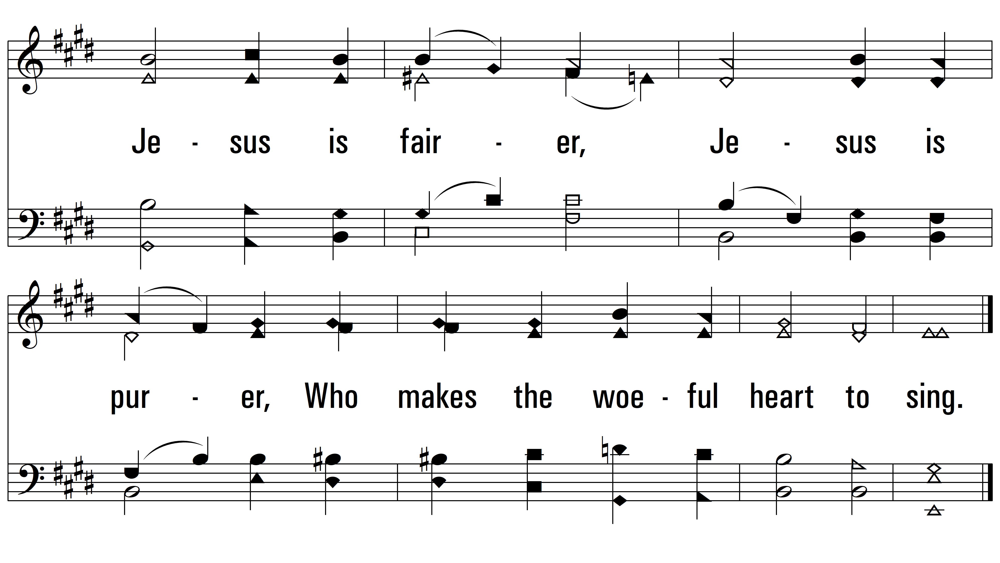 Je - sus is fair - er, Je - sus is
pur - er, Who makes the woe - ful heart to sing.